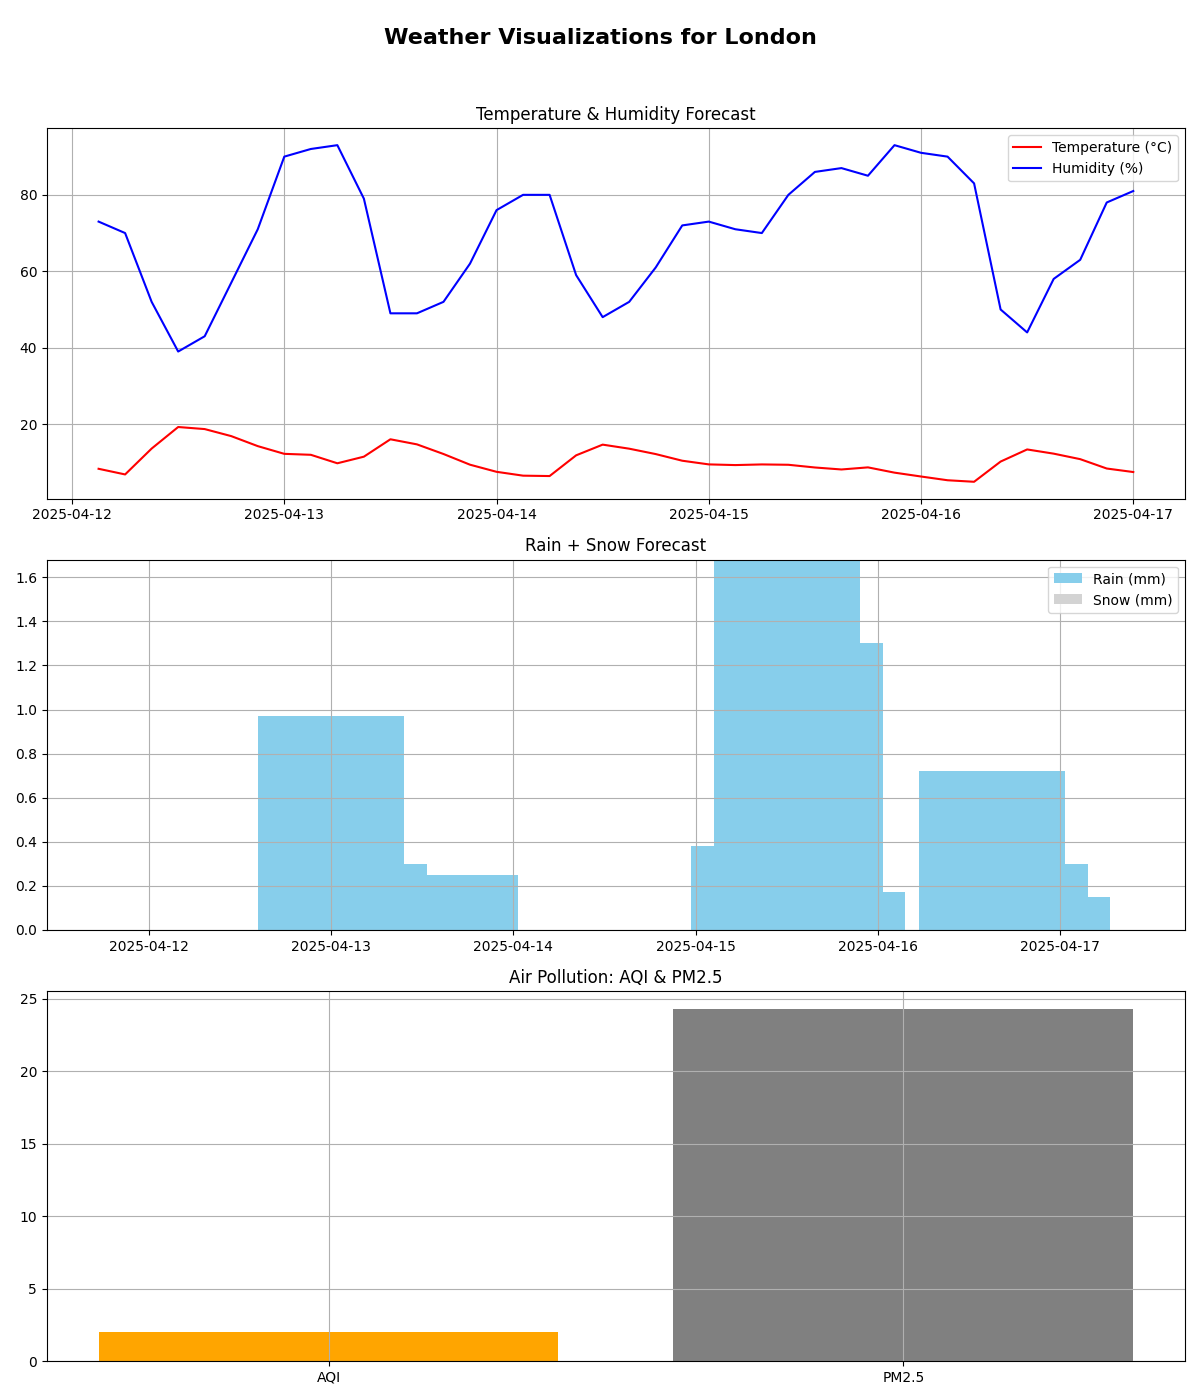 Weather Visualizations for London
Temperature & Humidity Forecast
Temperature (°C)
Humidity (%)
80
60
40
20
2025-04-12 2025-04-13 2025-04-14 2025-04-15 2025-04-16 2025-04-17
Rain + Snow Forecast
Rain (mm)
Snow (mm)
1.6
1.4
1.2
1.0
0.8
0.6
0.4
0.2
0.0
2025-04-12 2025-04-13 2025-04-14 2025-04-15 2025-04-16 2025-04-17
Air Pollution: AQI & PM2.5
25
20
15
10
5
0
AQI PM2.5